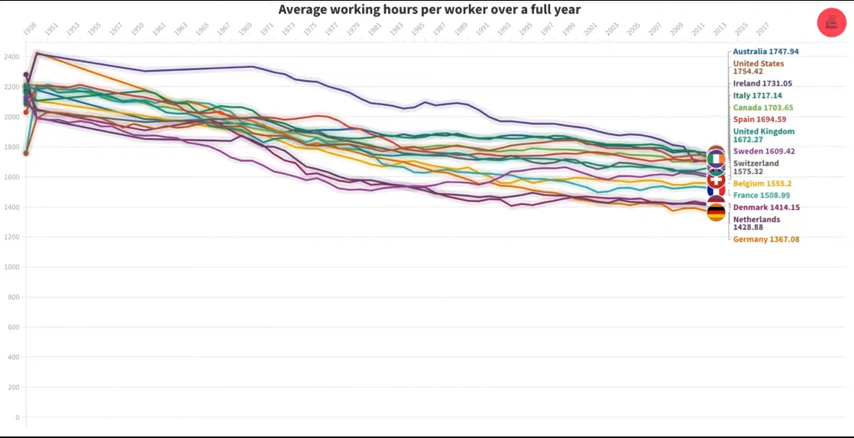 Average working hours per worker over a full year
1938 1951 1953 1955 1957 1959 1961 1963 1965 1967 1969 1971 1973 1975 1977 1979 1981 1983 1985 1987 1989 1991 1993 1995 1997 1999 2001 2003 2005 2007 2009 2011 2013 2015 2017
2400
2200
2000
1800
1600
1400
1200
1000
800
600
400
200
0
Australia 1747.94
United States
1754.42
Ireland 1731.05
Italy 1717.14
Canada 1703.65
Spain 1694.59
United Kingdom
1672.27
Sweden 1609.42
Switzerland
1575.32
Belgium 1555.2
France 1508.99
Denmark 1414.15
Netherlands
1428.88
Germany 1367.08